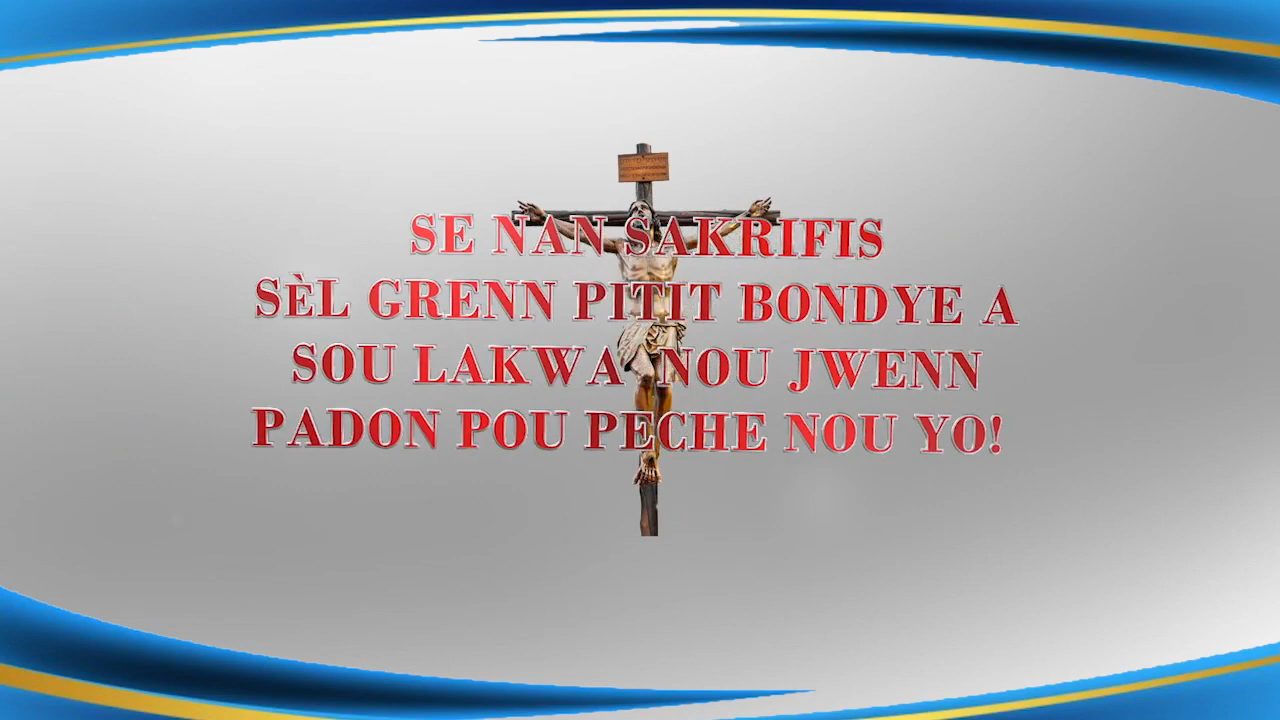 SE NAN SAKRIFIS
SÈL GRENN PITIT BONDYE A
SOU LAKWA NOU JWENN
PADON POU PECHE NOU YO!